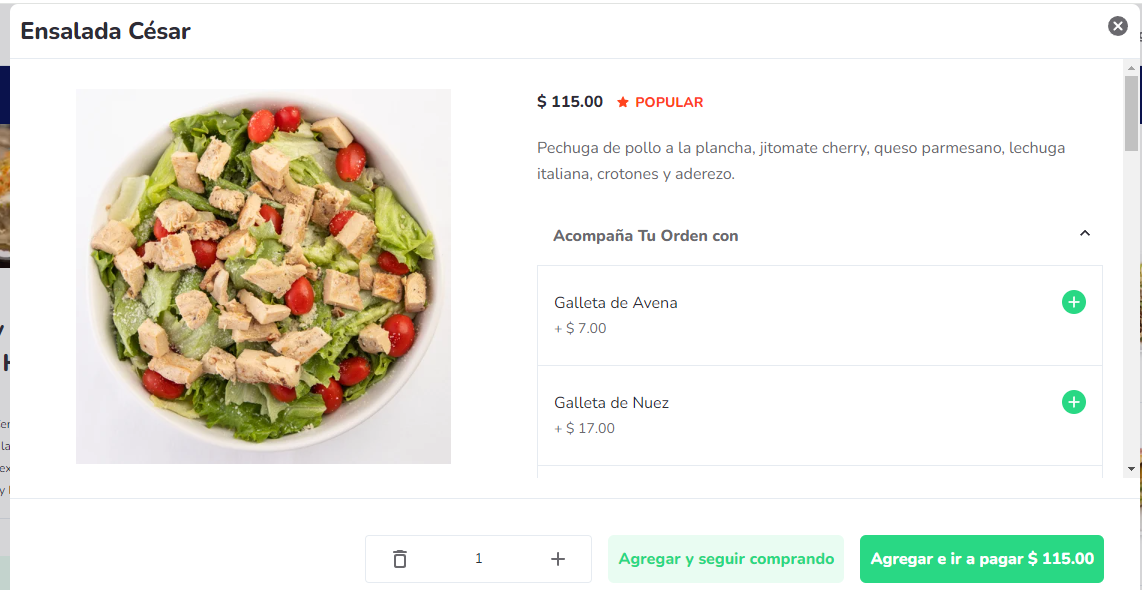 Ensalada César
$ 115.00 POPULAR
Pechuga de pollo a la plancha, jitomate cherry, queso parmesano, lechuga
italiana, crotones y aderezo.
Acompaña Tu Orden con
Galleta de Avena
+ $ 7.00
Galleta de Nuez
+ $ 17.00
1
Agregar y seguir comprando
Agregar e ir a pagar $ 115.00